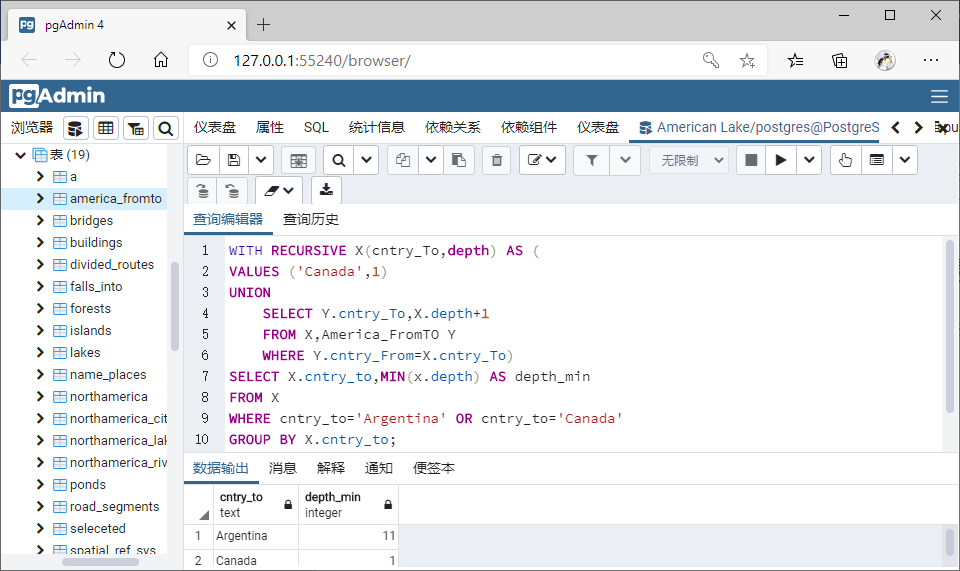 pgAdmin 4
127.0.0.1:55240/browser/
pgAdmin
浏览器
仪表盘 属性 SQL 统计信息 依赖关系 依赖组件 仪表盘 American Lake/postgres@PostgreS
表 (19)
a
america_fromto
bridges
buildings
divided_routes
falls_into
forests
islands
lakes
name_places
northamerica
northamerica_cit
northamerica_lak
northamerica_riv
ponds
road_segments
seleceted
spatial_ref_sys
无限制
查询编辑器 查询历史
1 WITH RECURSIVE X(cntry_To,depth) AS (
2 VALUES ('Canada',1)
3 UNION
4 SELECT Y.cntry_To,X.depth+1
5 FROM X,America_FromTO Y
6 WHERE Y.cntry_From=X.cntry_To)
7 SELECT X.cntry_to,MIN(x.depth) AS depth_min
8 FROM X
9 WHERE cntry_to='Argentina' OR cntry_to='Canada'
10 GROUP BY X.cntry_to;
数据输出 消息 解释 通知 便签本
cntry_to depth_min
text integer
1 Argentina 11
2 Canada 1